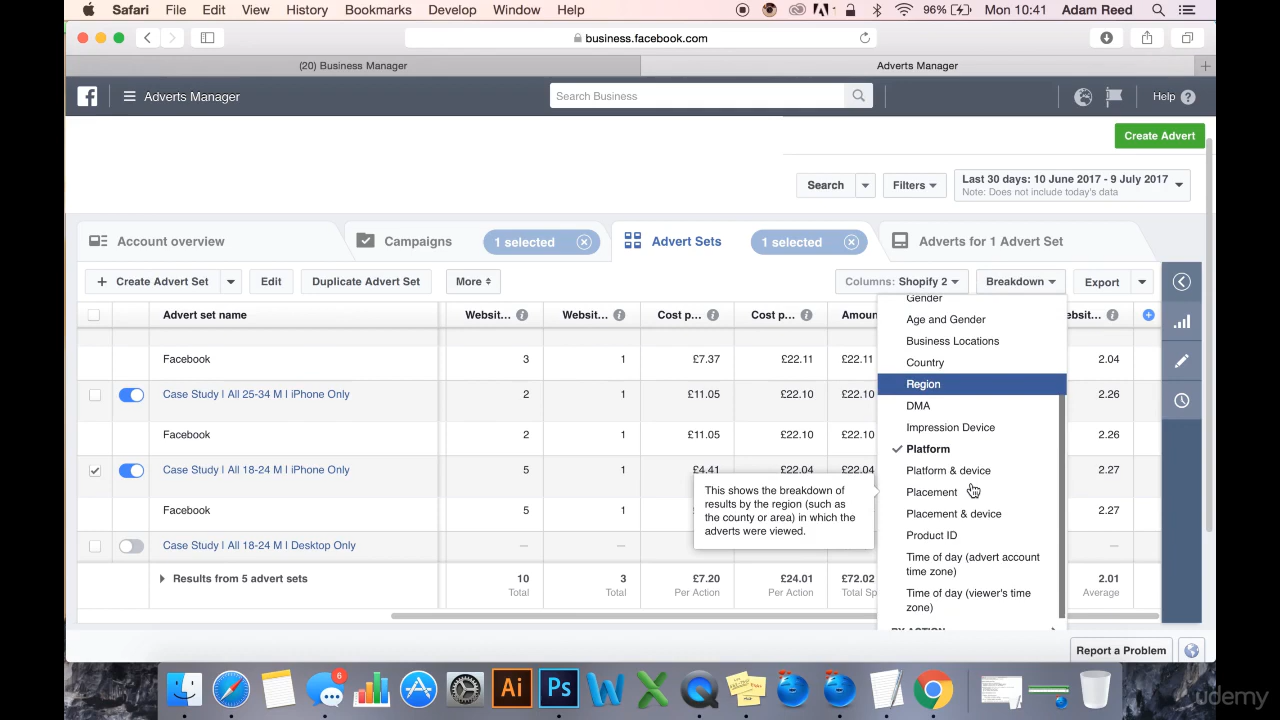 Safari File Edit View History Bookmarks Develop Window Help 96% Mon 10:41 Adam Reed
business.facebook.com
(20) Business Manager Adverts Manager
Adverts Manager Search Business Help
Create Advert
Search Filters Last 30 days: 10 June 2017 - 9 July 2017
Note: Does not include today's data
Account overview Campaigns 1 selected Advert Sets 1 selected Adverts for 1 Advert Set
+ Create Advert Set Edit Duplicate Advert Set More Columns: Shopify 2 Breakdown Export
Advert set name Websit... Websit... Cost p... Cost p... Amoun ebsit...
Gender
Age and Gender
Business Locations
Country
Region
DMA
Impression Device
Platform
Platform & device
Placement
Placement & device
Product ID
Time of day (advert account
time zone)
Time of day (viewer's time
zone)
BY ACTION
Facebook 3 1 £7.37 £22.11 £22.11 2.04
Case Study | All 25-34 M | iPhone Only 2 1 £11.05 £22.10 £22.10 2.26
Facebook 2 1 £11.05 £22.10 £22.10 2.26
Case Study | All 18-24 M | iPhone Only 5 1 £4.41 £22.04 £22.04 2.27
This shows the breakdown of
results by the region (such as
the county or area) in which the
adverts were viewed.
Facebook 5 1 2.27
Case Study | All 18-24 M | Desktop Only — — —
Results from 5 advert sets 10 3 £7.20 £24.01 £72.02 2.01
Total Total Per Action Per Action Total Sp Average
Report a Problem
6
Ai Ps
udemy